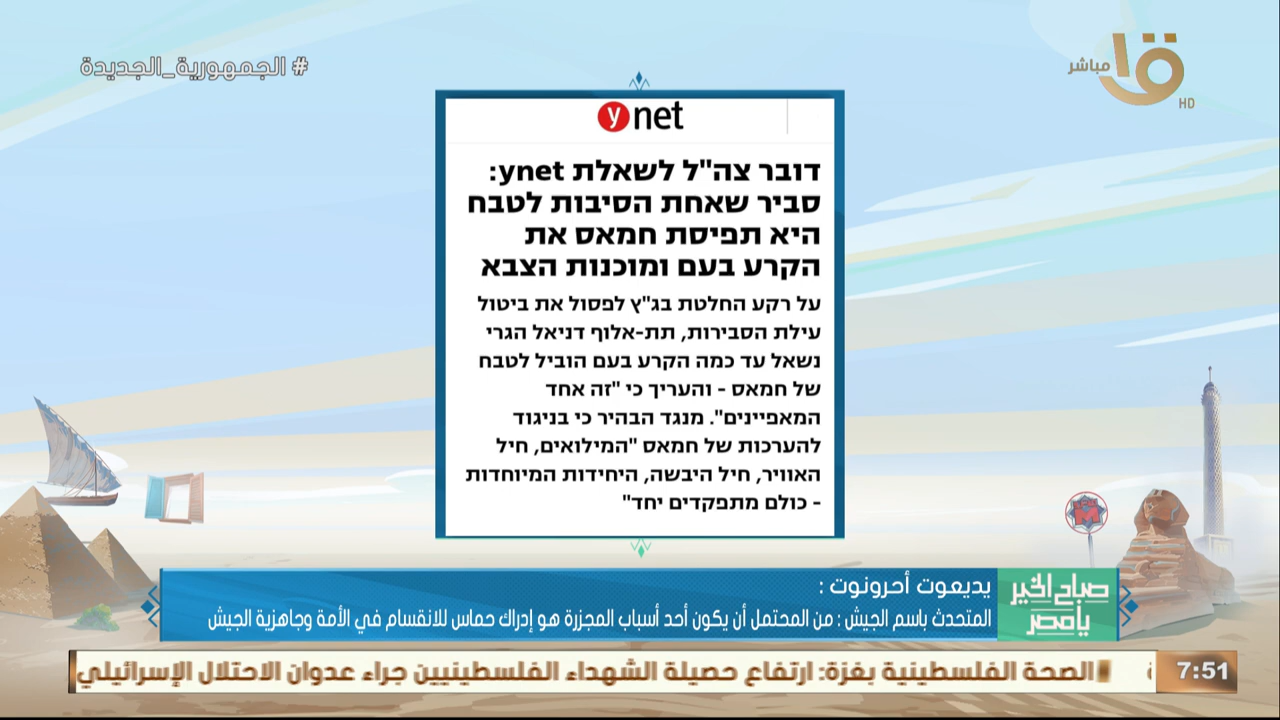 # الجمهورية_الجديدة
مباشر
HD
ynet
דובר צה"ל לשאלת ynet:
סביר שאחת הסיבות לטבח
היא תפיסת חמאס את
הקרע בעם ומוכנות הצבא
על רקע החלטת בג"ץ לפסול את ביטול
עילת הסבירות, תת-אלוף דניאל הגרי
נשאל עד כמה הקרע בעם הוביל לטבח
של חמאס - והעריך כי "זה אחד
המאפיינים". מנגד הבהיר כי בניגוד
להערכות של חמאס "המילואים, חיל
האוויר, חיל היבשה, היחידות המיוחדות
- כולם מתפקדים יחד"
صباح الخير
يا مصر
يديعوت أحرونوت :
المتحدث باسم الجيش : من المحتمل أن يكون أحد أسباب المجزرة هو إدراك حماس للانقسام في الأمة وجاهزية الجيش
7:51
الصحة الفلسطينية بغزة: ارتفاع حصيلة الشهداء الفلسطينيين جراء عدوان الاحتلال الإسرائيلي